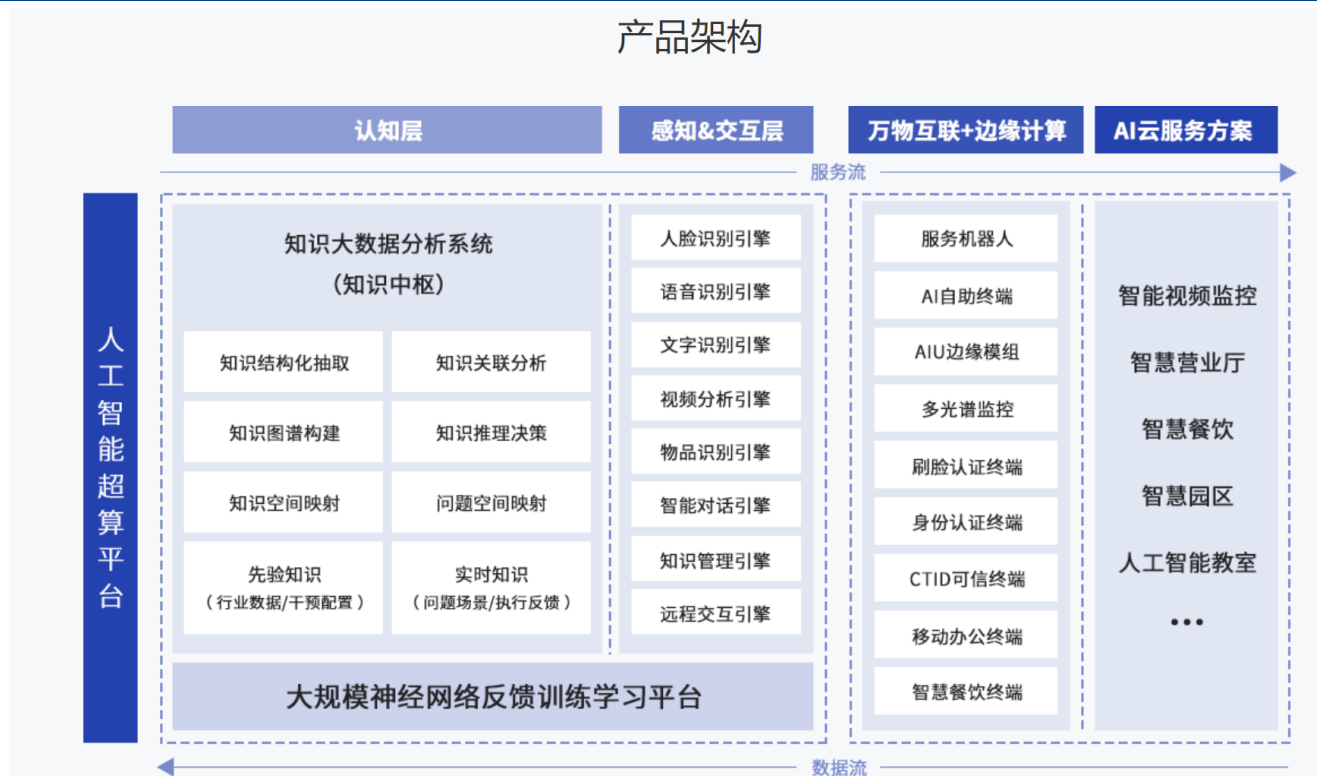 产品架构
认知层
感知&交互层
万物互联+边缘计算
AI云服务方案
服务流
人工智能超算平台
知识大数据分析系统
（知识中枢）
知识结构化抽取
知识关联分析
知识图谱构建
知识推理决策
知识空间映射
问题空间映射
先验知识
（行业数据/干预配置）
实时知识
（问题场景/执行反馈）
大规模神经网络反馈训练学习平台
人脸识别引擎
语音识别引擎
文字识别引擎
视频分析引擎
物品识别引擎
智能对话引擎
知识管理引擎
远程交互引擎
服务机器人
AI自助终端
AIU边缘模组
多光谱监控
刷脸认证终端
身份认证终端
CTID可信终端
移动办公终端
智慧餐饮终端
智能视频监控
智慧营业厅
智慧餐饮
智慧园区
人工智能教室
•••
数据流